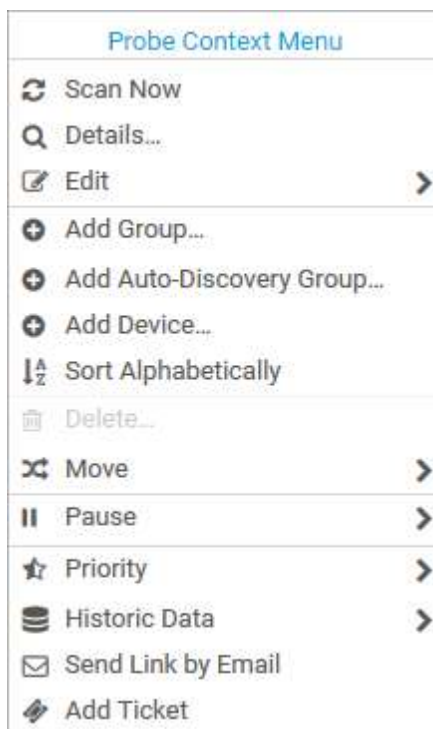 Probe Context Menu
Scan Now
Details...
Edit
Add Group...
Add Auto-Discovery Group...
Add Device...
Sort Alphabetically
Delete...
Move
Pause
Priority
Historic Data
Send Link by Email
Add Ticket